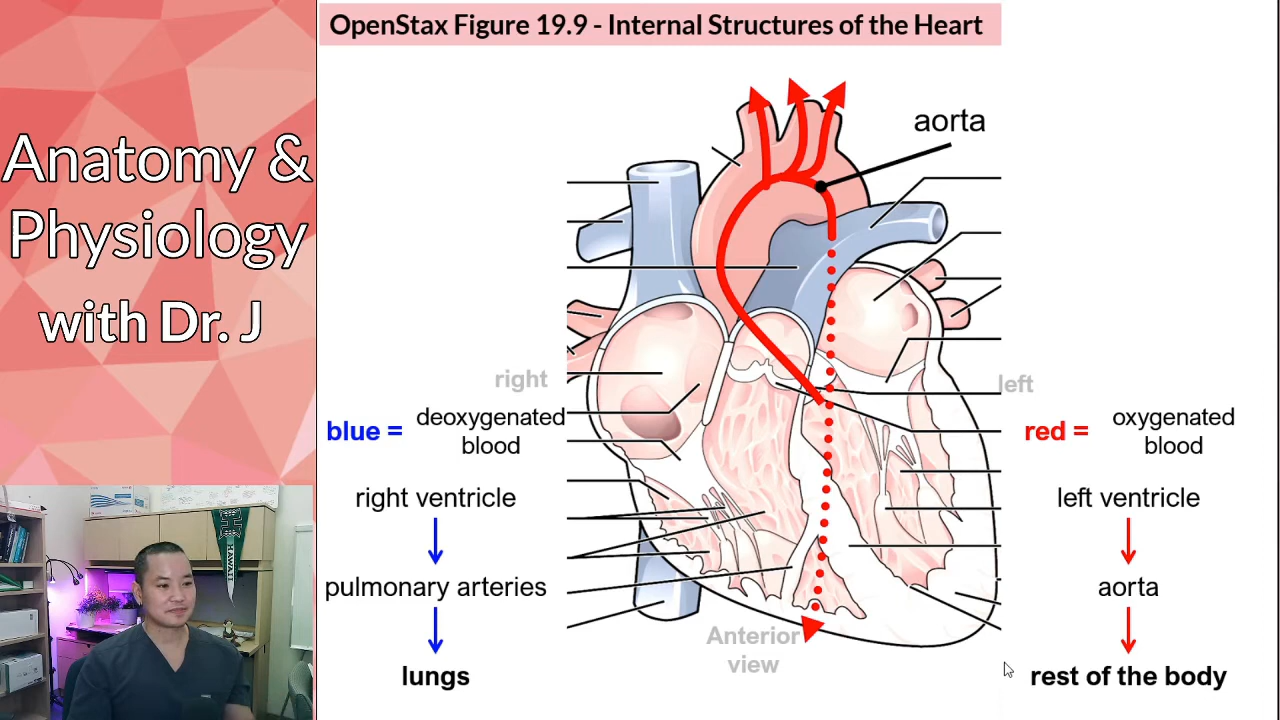 OpenStax Figure 19.9 - Internal Structures of the Heart
Anatomy &
Physiology
with Dr. J
aorta
right
left
blue =
deoxygenated
blood
right ventricle
pulmonary arteries
lungs
red =
oxygenated
blood
left ventricle
aorta
rest of the body
Anterior
view
HAWAII